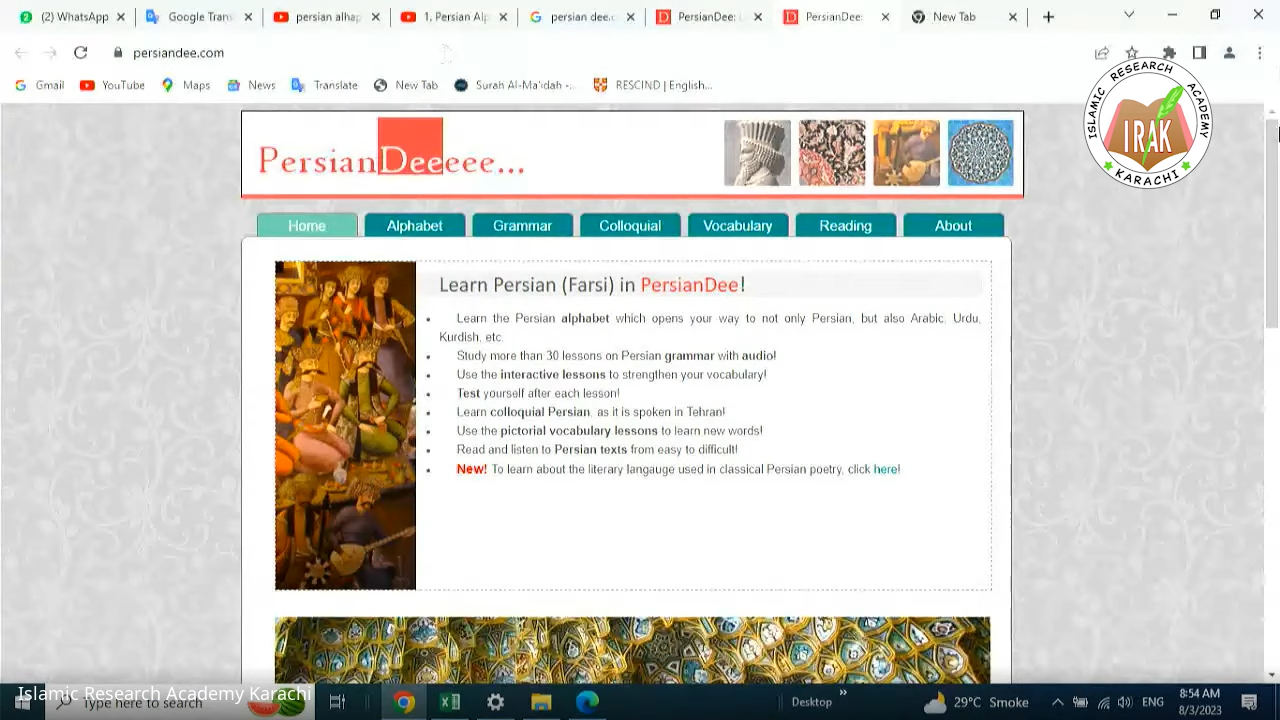 (2) WhatsApp
Google Trans
persian alhap
1. Persian Alp
persian dee.c
PersianDee: L
PersianDee:
New Tab
persiandee.com
Gmail
YouTube
Maps
News
Translate
New Tab
Surah Al-Ma'idah -...
RESCIND | English...
ISLAMIC RESEARCH ACADEMY
IRAK
KARACHI
PersianDeeeee...
Home
Alphabet
Grammar
Colloquial
Vocabulary
Reading
About
Learn Persian (Farsi) in PersianDee!
Learn the Persian alphabet which opens your way to not only Persian, but also Arabic, Urdu,
Kurdish, etc.
Study more than 30 lessons on Persian grammar with audio!
Use the interactive lessons to strengthen your vocabulary!
Test yourself after each lesson!
Learn colloquial Persian, as it is spoken in Tehran!
Use the pictorial vocabulary lessons to learn new words!
Read and listen to Persian texts from easy to difficult!
New! To learn about the literary langauge used in classical Persian poetry, click here!
Islamic Research Academy Karachi
Type here to search
Desktop
29°C Smoke
ENG
8:54 AM
8/3/2023